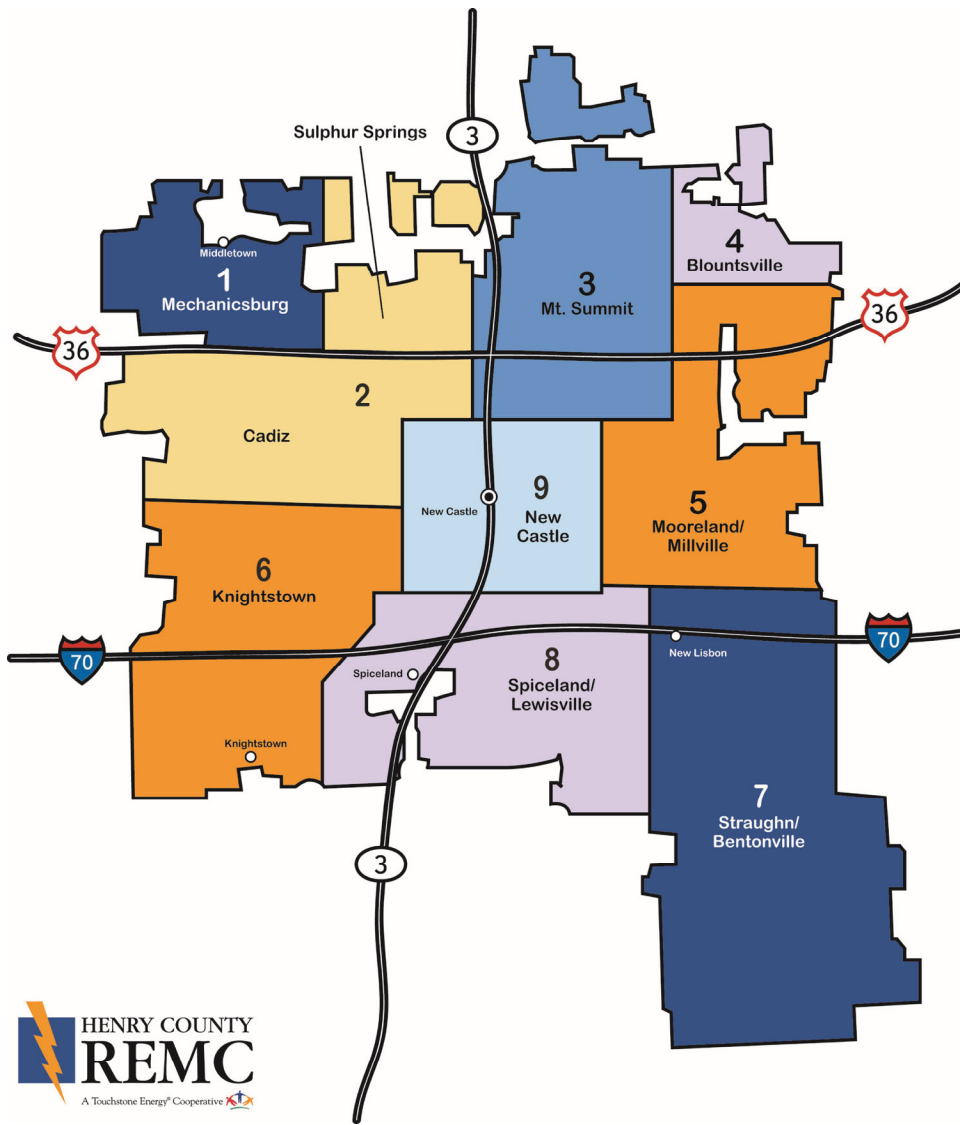 3
Sulphur Springs
4
Blountsville
Middletown
1
Mechanicsburg
3
Mt. Summit
36
36
2
Cadiz
9
New
Castle
New Castle
5
Mooreland/
Millville
6
Knightstown
70
70
New Lisbon
8
Spiceland/
Lewisville
Spiceland
Knightstown
7
Straughn/
Bentonville
3
HENRY COUNTY
REMC
A Touchstone Energy® Cooperative